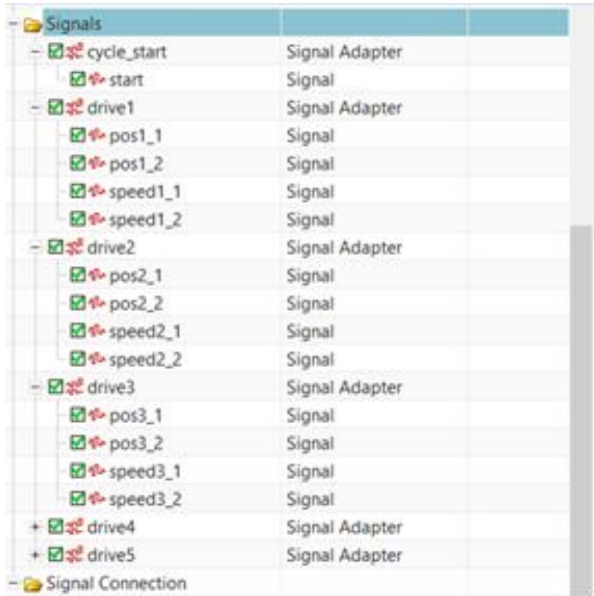 Signals
cycle_start Signal Adapter
start Signal
drive1 Signal Adapter
pos1_1 Signal
pos1_2 Signal
speed1_1 Signal
speed1_2 Signal
drive2 Signal Adapter
pos2_1 Signal
pos2_2 Signal
speed2_1 Signal
speed2_2 Signal
drive3 Signal Adapter
pos3_1 Signal
pos3_2 Signal
speed3_1 Signal
speed3_2 Signal
drive4 Signal Adapter
drive5 Signal Adapter
Signal Connection